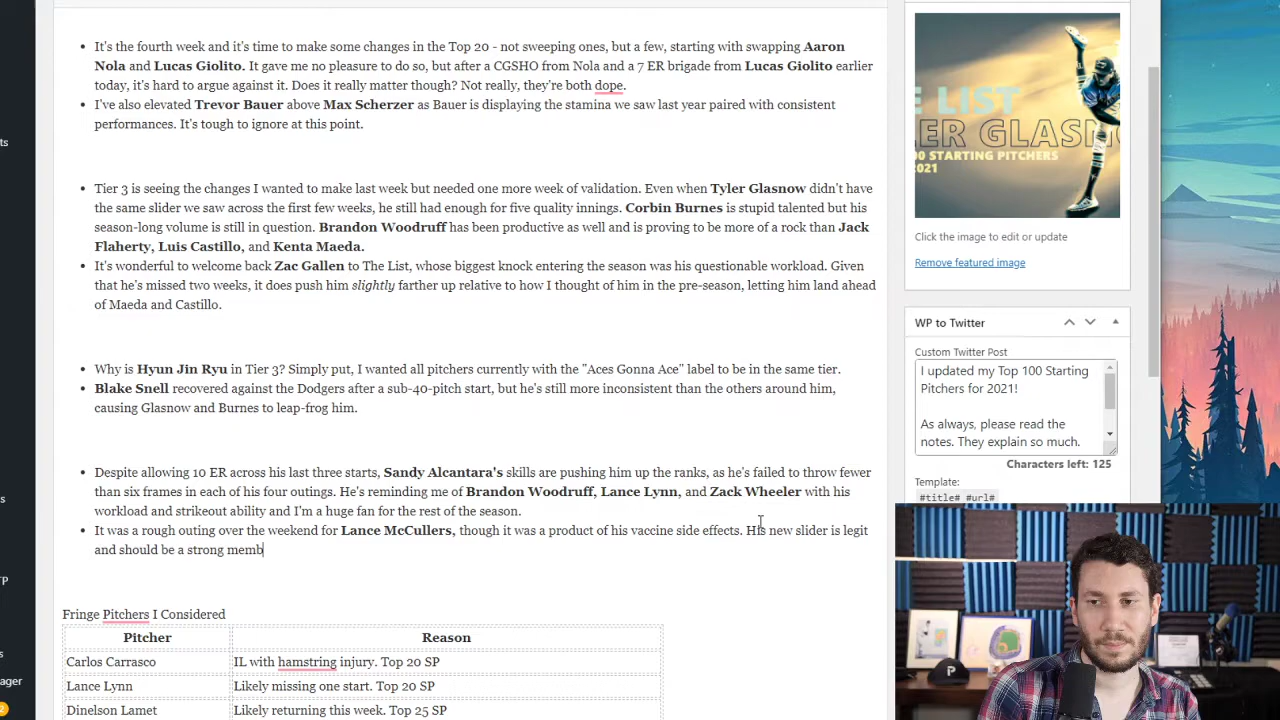 It's the fourth week and it's time to make some changes in the Top 20 - not sweeping ones, but a few, starting with swapping Aaron
Nola and Lucas Giolito. It gave me no pleasure to do so, but after a CGSHO from Nola and a 7 ER brigade from Lucas Giolito earlier
today, it's hard to argue against it. Does it really matter though? Not really, they're both dope.
I've also elevated Trevor Bauer above Max Scherzer as Bauer is displaying the stamina we saw last year paired with consistent
performances. It's tough to ignore at this point.
Tier 3 is seeing the changes I wanted to make last week but needed one more week of validation. Even when Tyler Glasnow didn't have
the same slider we saw across the first few weeks, he still had enough for five quality innings. Corbin Burnes is stupid talented but his
season-long volume is still in question. Brandon Woodruff has been productive as well and is proving to be more of a rock than Jack
Flaherty, Luis Castillo, and Kenta Maeda.
It's wonderful to welcome back Zac Gallen to The List, whose biggest knock entering the season was his questionable workload. Given
that he's missed two weeks, it does push him slightly farther up relative to how I thought of him in the pre-season, letting him land ahead
of Maeda and Castillo.
Why is Hyun Jin Ryu in Tier 3? Simply put, I wanted all pitchers currently with the "Aces Gonna Ace" label to be in the same tier.
Blake Snell recovered against the Dodgers after a sub-40-pitch start, but he's still more inconsistent than the others around him,
causing Glasnow and Burnes to leap-frog him.
Despite allowing 10 ER across his last three starts, Sandy Alcantara's skills are pushing him up the ranks, as he's failed to throw fewer
than six frames in each of his four outings. He's reminding me of Brandon Woodruff, Lance Lynn, and Zack Wheeler with his
workload and strikeout ability and I'm a huge fan for the rest of the season.
It was a rough outing over the weekend for Lance McCullers, though it was a product of his vaccine side effects. His new slider is legit
and should be a strong memb
Fringe Pitchers I Considered
Pitcher Reason
Carlos Carrasco IL with hamstring injury. Top 20 SP
Lance Lynn Likely missing one start. Top 20 SP
Dinelson Lamet Likely returning this week. Top 25 SP
E LIST
ER GLASNO
00 STARTING PITCHERS
2021
Click the image to edit or update
Remove featured image
WP to Twitter
Custom Twitter Post
I updated my Top 100 Starting
Pitchers for 2021!
As always, please read the
notes. They explain so much.
Characters left: 125
Template:
#title# #url#
ts
s
rp
s
ager
2
P